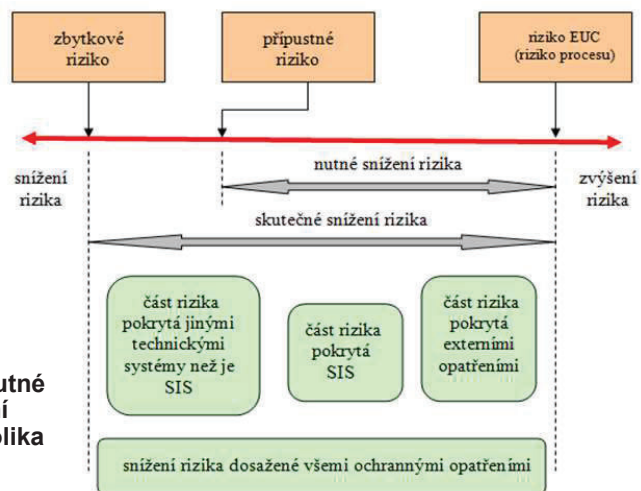 zbytkové
riziko
přípustné
riziko
riziko EUC
(riziko procesu)
nutné snížení rizika
snížení
rizika
zvýšení
rizika
skutečné snížení rizika
část rizika
pokrytá jinými
technickými
systémy než je
SIS
část rizika
pokrytá
SIS
část rizika
pokrytá
externími
opatřeními
snížení rizika dosažené všemi ochrannými opatřeními